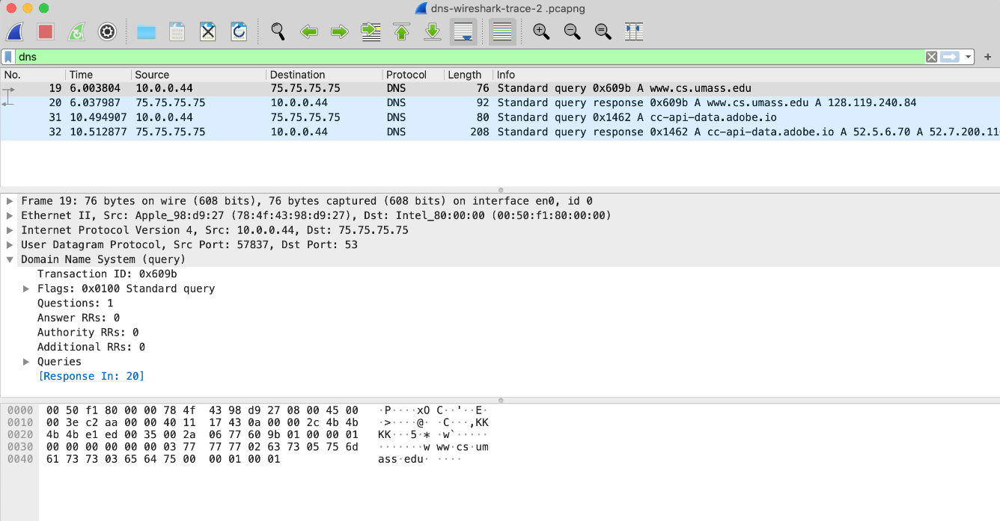 dns-wireshark-trace-2 .pcapng
dns
+
No. Time Source Destination Protocol Length Info
19 6.003804 10.0.0.44 75.75.75.75 DNS 76 Standard query 0x609b A www.cs.umass.edu
20 6.037987 75.75.75.75 10.0.0.44 DNS 92 Standard query response 0x609b A www.cs.umass.edu A 128.119.240.84
31 10.494907 10.0.0.44 75.75.75.75 DNS 80 Standard query 0x1462 A cc-api-data.adobe.io
32 10.512877 75.75.75.75 10.0.0.44 DNS 208 Standard query response 0x1462 A cc-api-data.adobe.io A 52.5.6.70 A 52.7.200.11
Frame 19: 76 bytes on wire (608 bits), 76 bytes captured (608 bits) on interface en0, id 0
Ethernet II, Src: Apple_98:d9:27 (78:4f:43:98:d9:27), Dst: Intel_80:00:00 (00:50:f1:80:00:00)
Internet Protocol Version 4, Src: 10.0.0.44, Dst: 75.75.75.75
User Datagram Protocol, Src Port: 57837, Dst Port: 53
Domain Name System (query)
Transaction ID: 0x609b
Flags: 0x0100 Standard query
Questions: 1
Answer RRs: 0
Authority RRs: 0
Additional RRs: 0
Queries
[Response In: 20]
0000 00 50 f1 80 00 00 78 4f 43 98 d9 27 08 00 45 00 ·P····xO C··'··E·
0010 00 3e c2 aa 00 00 40 11 17 43 0a 00 00 2c 4b 4b ·>····@· ·C···,KK
0020 4b 4b e1 ed 00 35 00 2a 06 77 60 9b 01 00 00 01 KK···5·* ·w`·····
0030 00 00 00 00 00 00 03 77 77 77 02 63 73 05 75 6d ·······w ww·cs·um
0040 61 73 73 03 65 64 75 00 00 01 00 01 ass·edu· ····